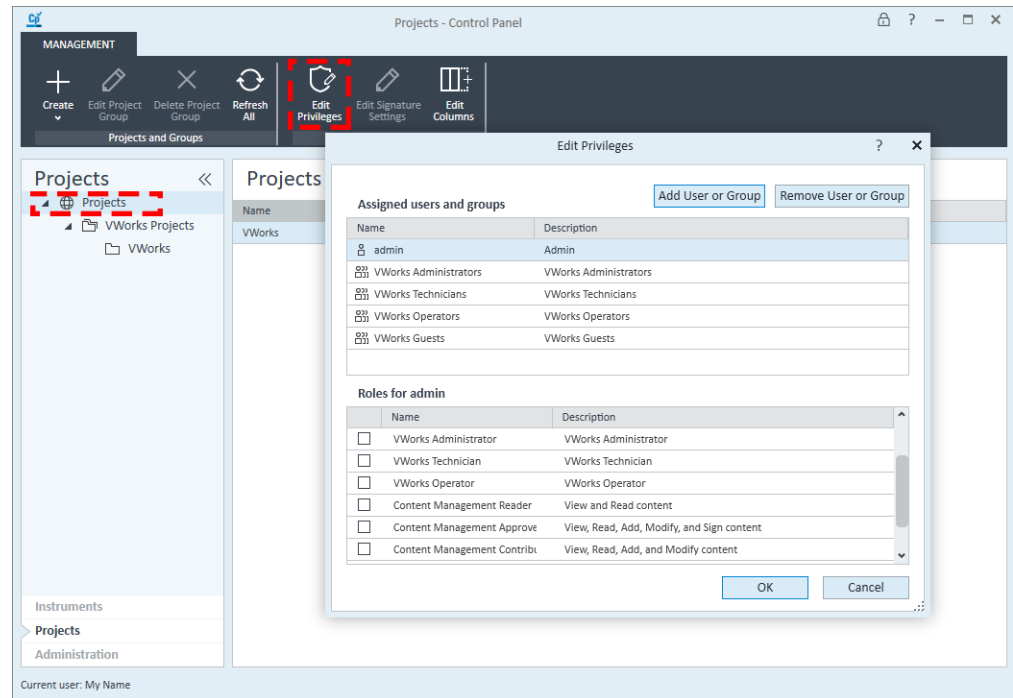 Cp
Projects - Control Panel
?
MANAGEMENT
Create
Edit Project Group
Delete Project Group
Refresh All
Edit Privileges
Edit Signature Settings
Edit Columns
Projects and Groups
Projects
Projects
VWorks Projects
VWorks
Instruments
Projects
Administration
Projects
Name
VWorks
Edit Privileges
?
Assigned users and groups
Add User or Group
Remove User or Group
Name Description
admin Admin
VWorks Administrators VWorks Administrators
VWorks Technicians VWorks Technicians
VWorks Operators VWorks Operators
VWorks Guests VWorks Guests
Roles for admin
Name Description
VWorks Administrator VWorks Administrator
VWorks Technician VWorks Technician
VWorks Operator VWorks Operator
Content Management Reader View and Read content
Content Management Approve View, Read, Add, Modify, and Sign content
Content Management Contribu View, Read, Add, and Modify content
OK
Cancel
Current user: My Name